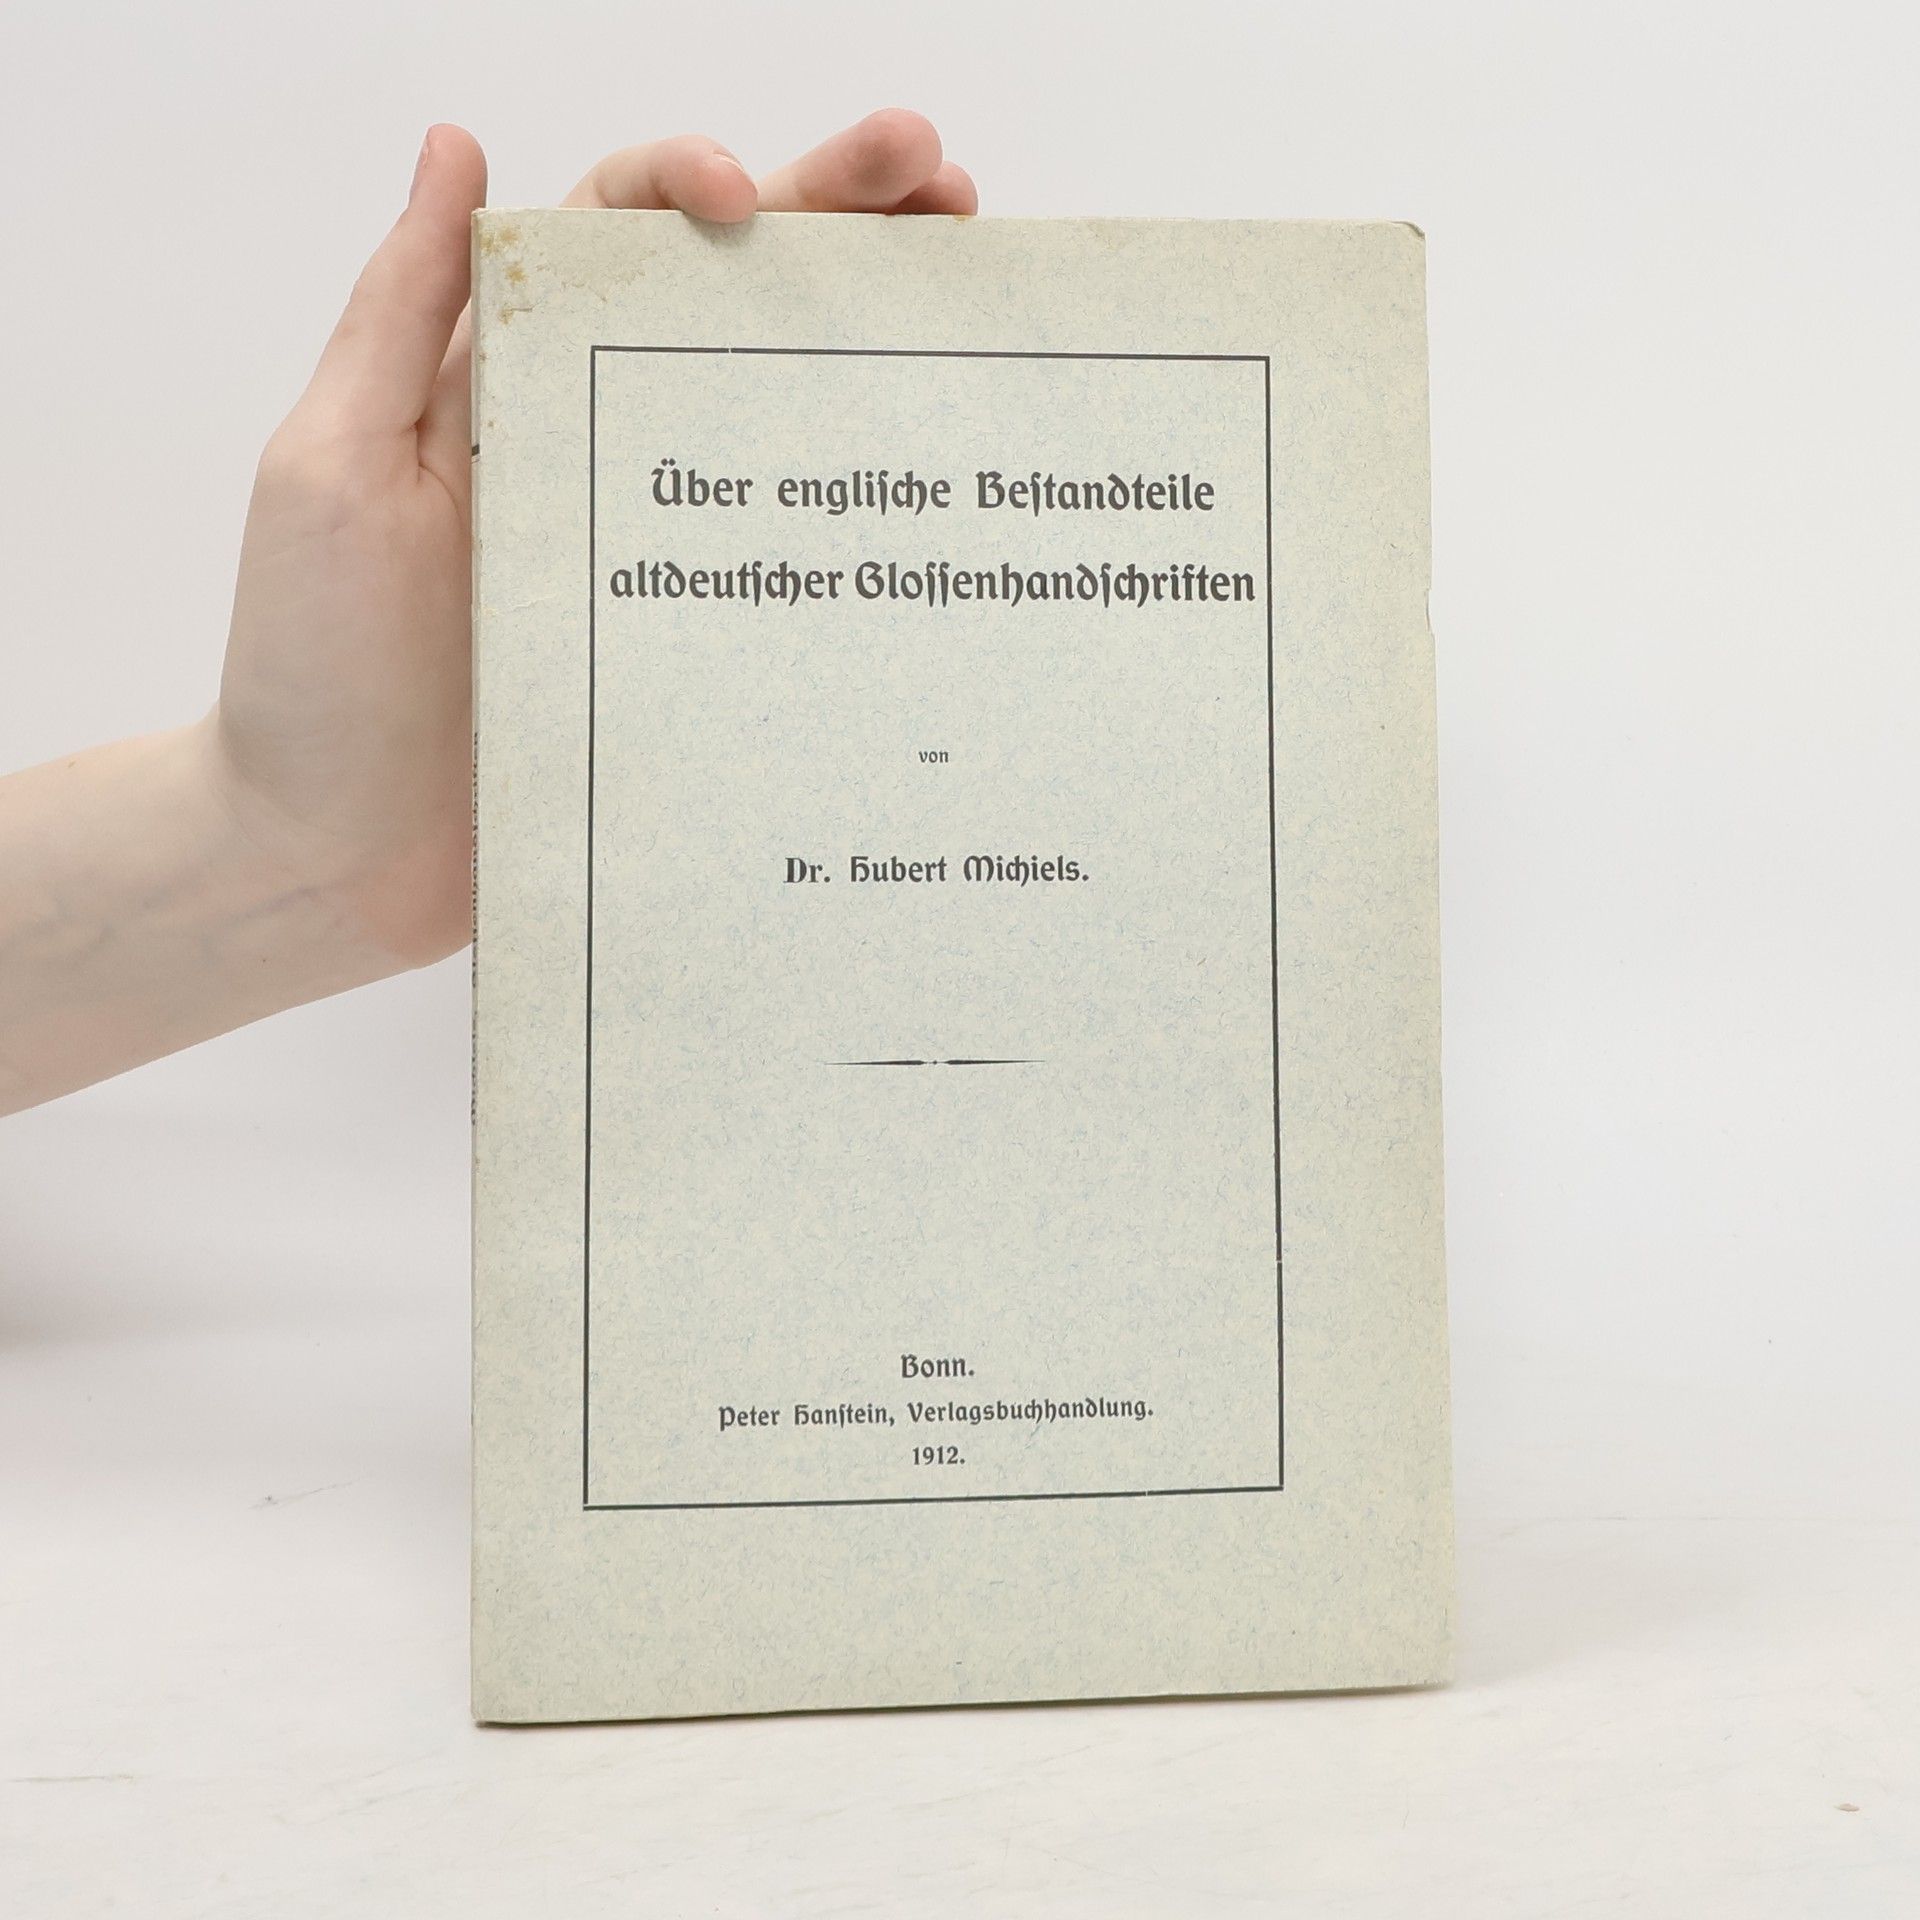 Über engliſche Beſtandteile
altdeutſcher Gloſſenhandſchriften
von
Dr. Hubert Michiels.
Bonn.
Peter Hanſtein, Verlagsbuchhandlung.
1912.